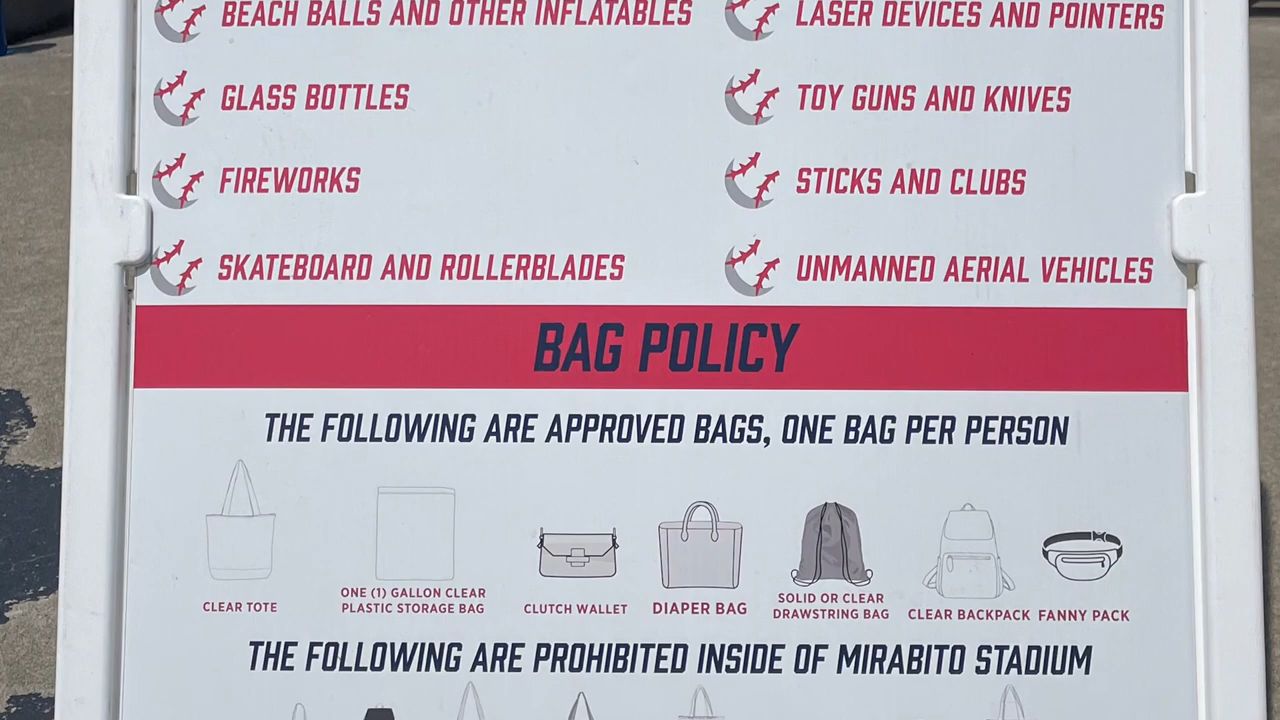 BEACH BALLS AND OTHER INFLATABLES
LASER DEVICES AND POINTERS
GLASS BOTTLES
TOY GUNS AND KNIVES
FIREWORKS
STICKS AND CLUBS
SKATEBOARD AND ROLLERBLADES
UNMANNED AERIAL VEHICLES
BAG POLICY
THE FOLLOWING ARE APPROVED BAGS, ONE BAG PER PERSON
CLEAR TOTE
ONE (1) GALLON CLEAR
PLASTIC STORAGE BAG
CLUTCH WALLET
DIAPER BAG
SOLID OR CLEAR
DRAWSTRING BAG
CLEAR BACKPACK
FANNY PACK
THE FOLLOWING ARE PROHIBITED INSIDE OF MIRABITO STADIUM